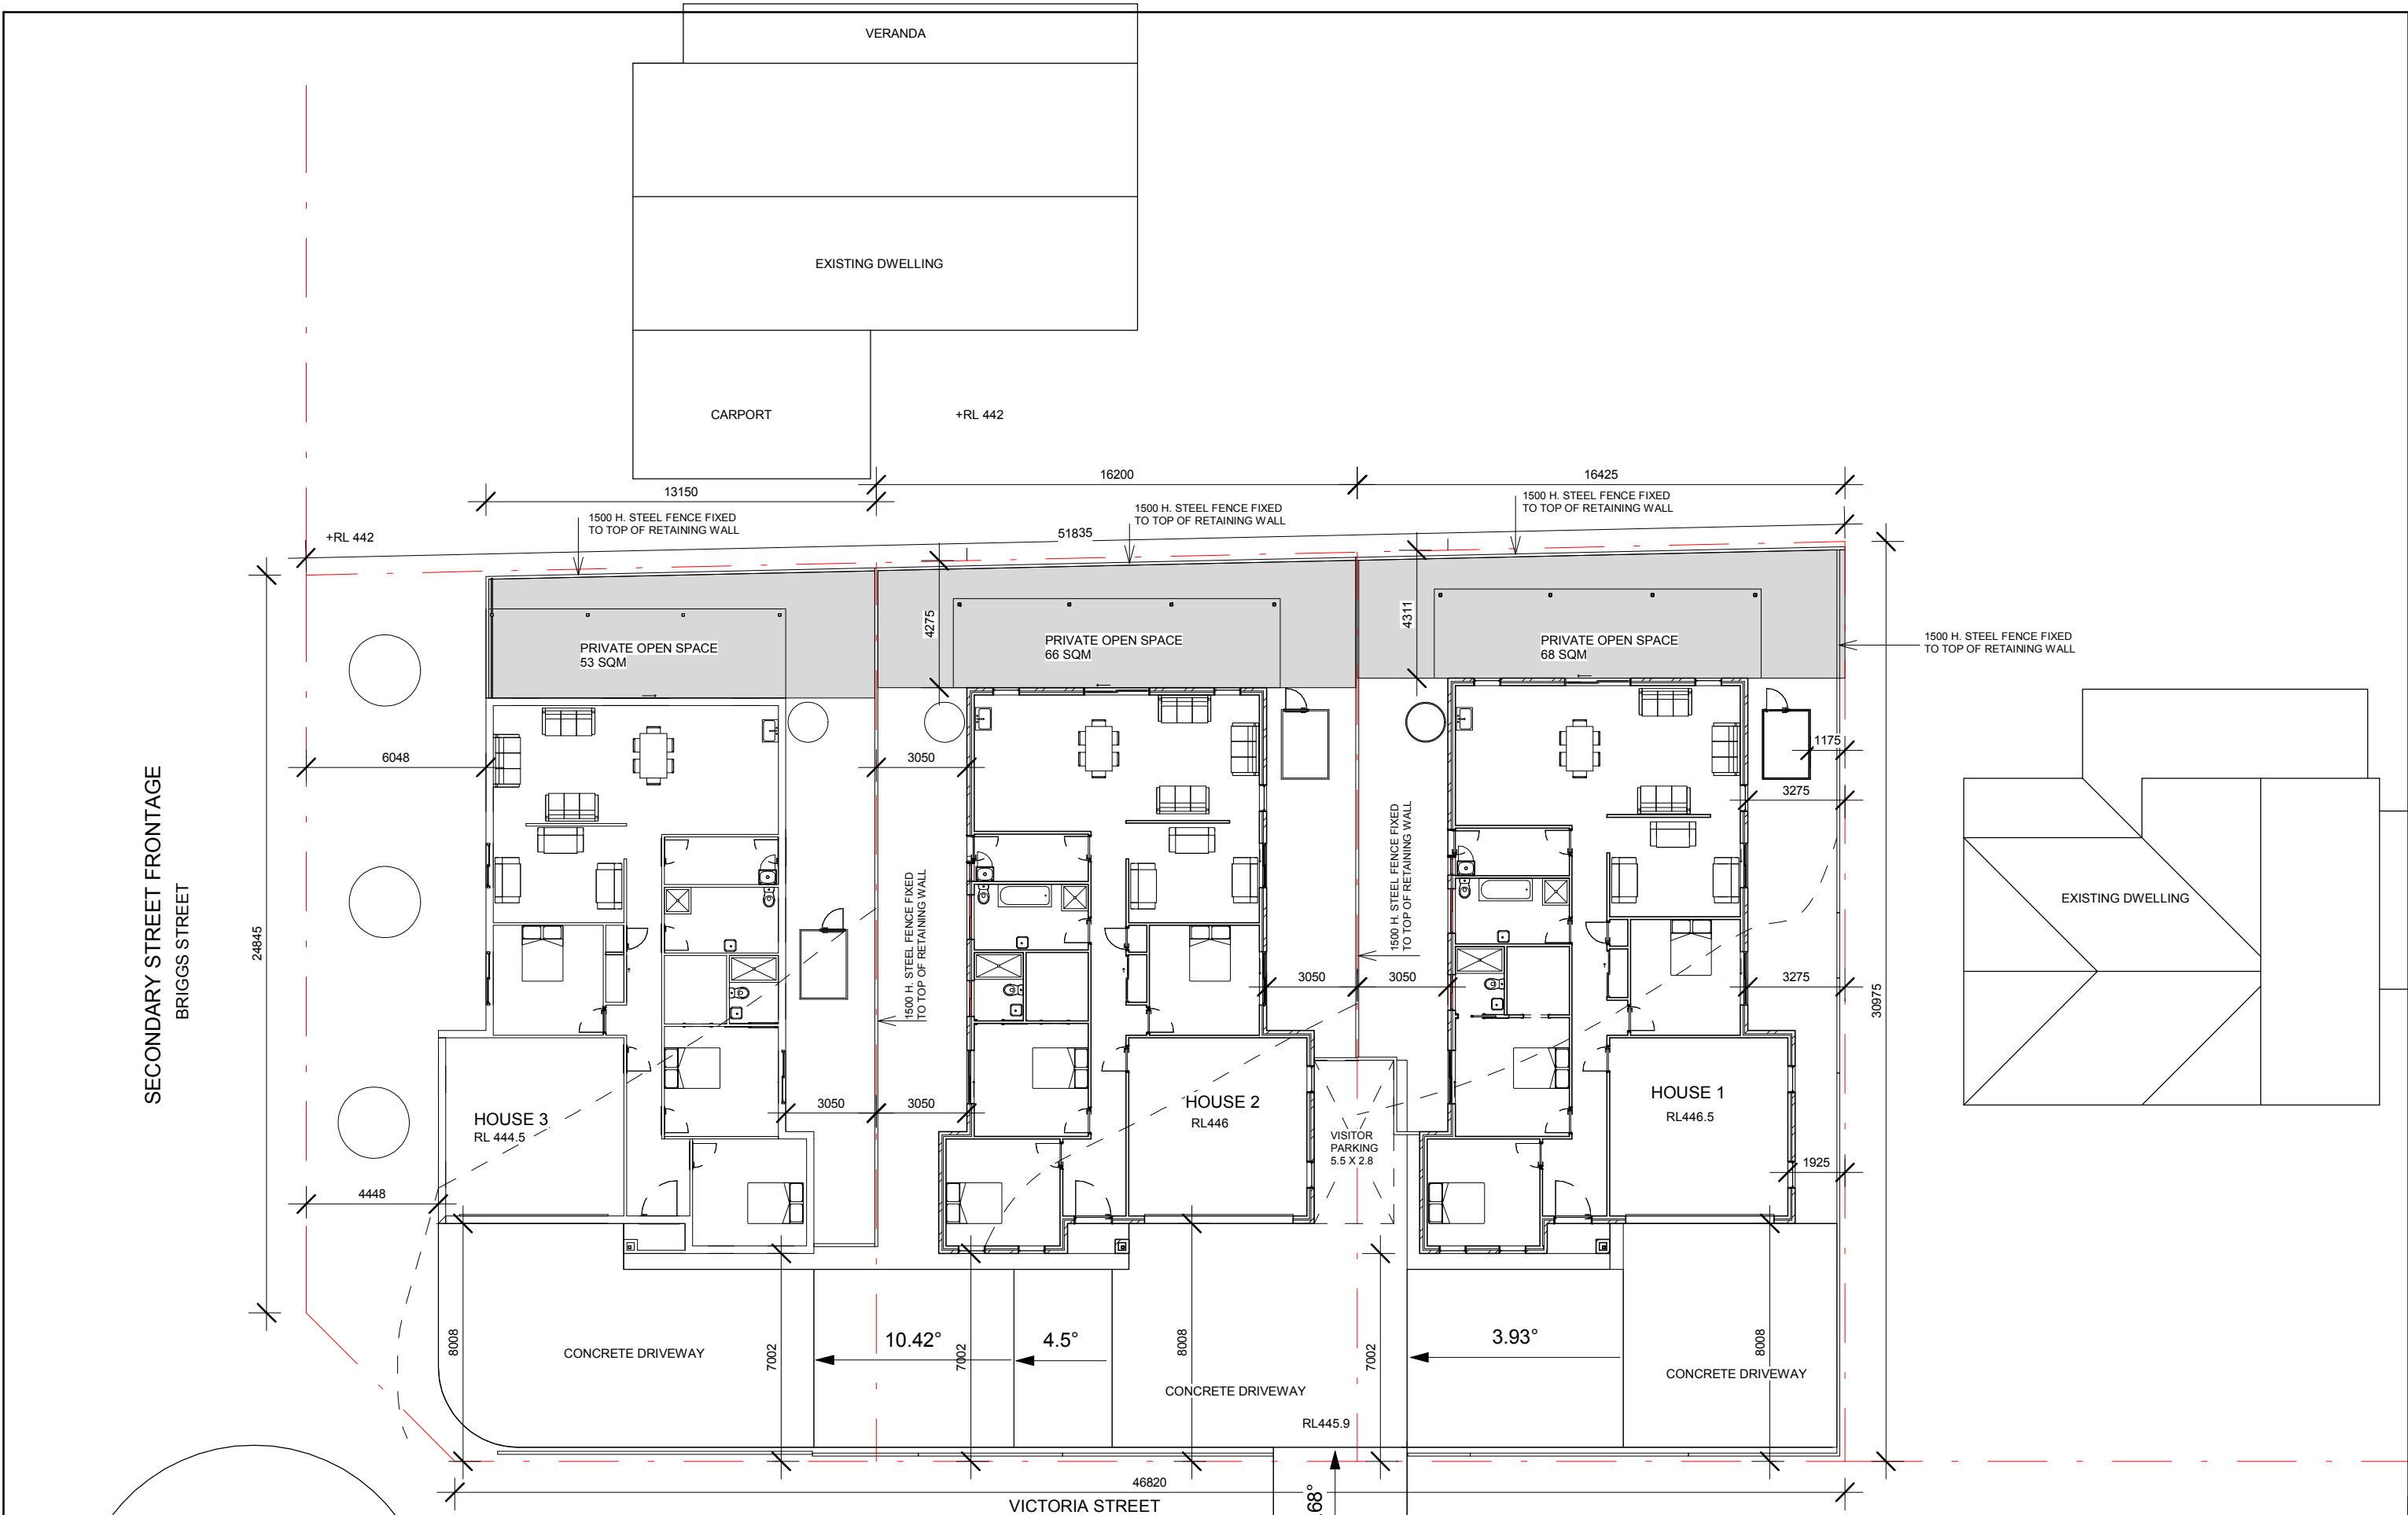 VERANDA
EXISTING DWELLING
CARPORT
+RL 442
16200
16425
13150
1500 H. STEEL FENCE FIXED
TO TOP OF RETAINING WALL
1500 H. STEEL FENCE FIXED
TO TOP OF RETAINING WALL
1500 H. STEEL FENCE FIXED
TO TOP OF RETAINING WALL
51835
+RL 442
4275
4311
PRIVATE OPEN SPACE
53 SQM
PRIVATE OPEN SPACE
66 SQM
PRIVATE OPEN SPACE
68 SQM
1500 H. STEEL FENCE FIXED
TO TOP OF RETAINING WALL
SECONDARY STREET FRONTAGE
BRIGGS STREET
24845
6048
3050
1175
3275
1500 H. STEEL FENCE FIXED
TO TOP OF RETAINING WALL
1500 H. STEEL FENCE FIXED
TO TOP OF RETAINING WALL
EXISTING DWELLING
3050
3050
3275
30975
HOUSE 3
RL 444.5
3050
3050
HOUSE 2
RL446
VISITOR
PARKING
5.5 X 2.8
HOUSE 1
RL446.5
1925
4448
8008
CONCRETE DRIVEWAY
7002
10.42°
7002
4.5°
8008
CONCRETE DRIVEWAY
RL445.9
7002
3.93°
8008
CONCRETE DRIVEWAY
46820
VICTORIA STREET
.68°